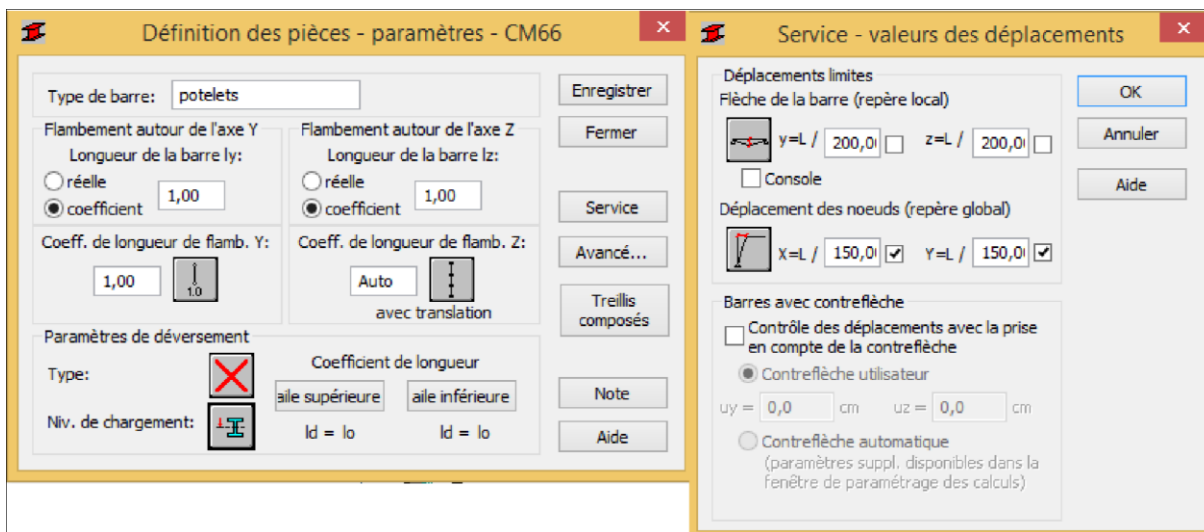 Définition des pièces - paramètres - CM66
x
Type de barre: potelets
Enregistrer
Fermer
Flambement autour de l'axe Y
Longueur de la barre ly:
réelle
coefficient
1,00
Flambement autour de l'axe Z
Longueur de la barre lz:
réelle
coefficient
1,00
Service
Avancé...
Treillis
composés
Coeff. de longueur de flamb. Y:
1,00
1.0
Coeff. de longueur de flamb. Z:
Auto
avec translation
Paramètres de déversement
Type:
Niv. de chargement:
Coefficient de longueur
aile supérieure
aile inférieure
ld = lo
ld = lo
Note
Aide
Service - valeurs des déplacements
x
Déplacements limites
Flèche de la barre (repère local)
y=L / 200,0 z=L / 200,0
Console
Déplacement des noeuds (repère global)
X=L / 150,0 Y=L / 150,0
OK
Annuler
Aide
Barres avec contreflèche
Contrôle des déplacements avec la prise
en compte de la contreflèche
Contreflèche utilisateur
uy = 0,0 cm uz = 0,0 cm
Contreflèche automatique
(paramètres suppl. disponibles dans la
fenêtre de paramétrage des calculs)